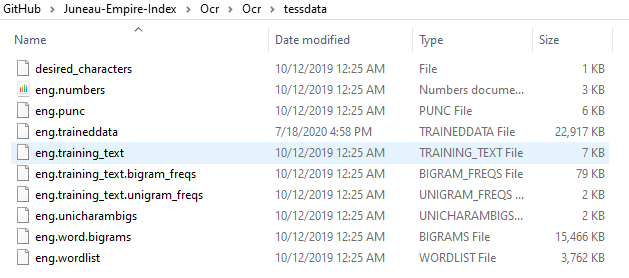 GitHub > Juneau-Empire-Index > Ocr > Ocr > tessdata
Name Date modified Type Size
desired_characters 10/12/2019 12:25 AM File 1 KB
eng.numbers 10/12/2019 12:25 AM Numbers docume... 3 KB
eng.punc 10/12/2019 12:25 AM PUNC File 6 KB
eng.traineddata 7/18/2020 4:58 PM TRAINEDDATA File 22,917 KB
eng.training_text 10/12/2019 12:25 AM TRAINING_TEXT File 7 KB
eng.training_text.bigram_freqs 10/12/2019 12:25 AM BIGRAM_FREQS File 79 KB
eng.training_text.unigram_freqs 10/12/2019 12:25 AM UNIGRAM_FREQS ... 2 KB
eng.unicharambigs 10/12/2019 12:25 AM UNICHARAMBIGS... 2 KB
eng.word.bigrams 10/12/2019 12:25 AM BIGRAMS File 15,466 KB
eng.wordlist 10/12/2019 12:25 AM WORDLIST File 3,762 KB